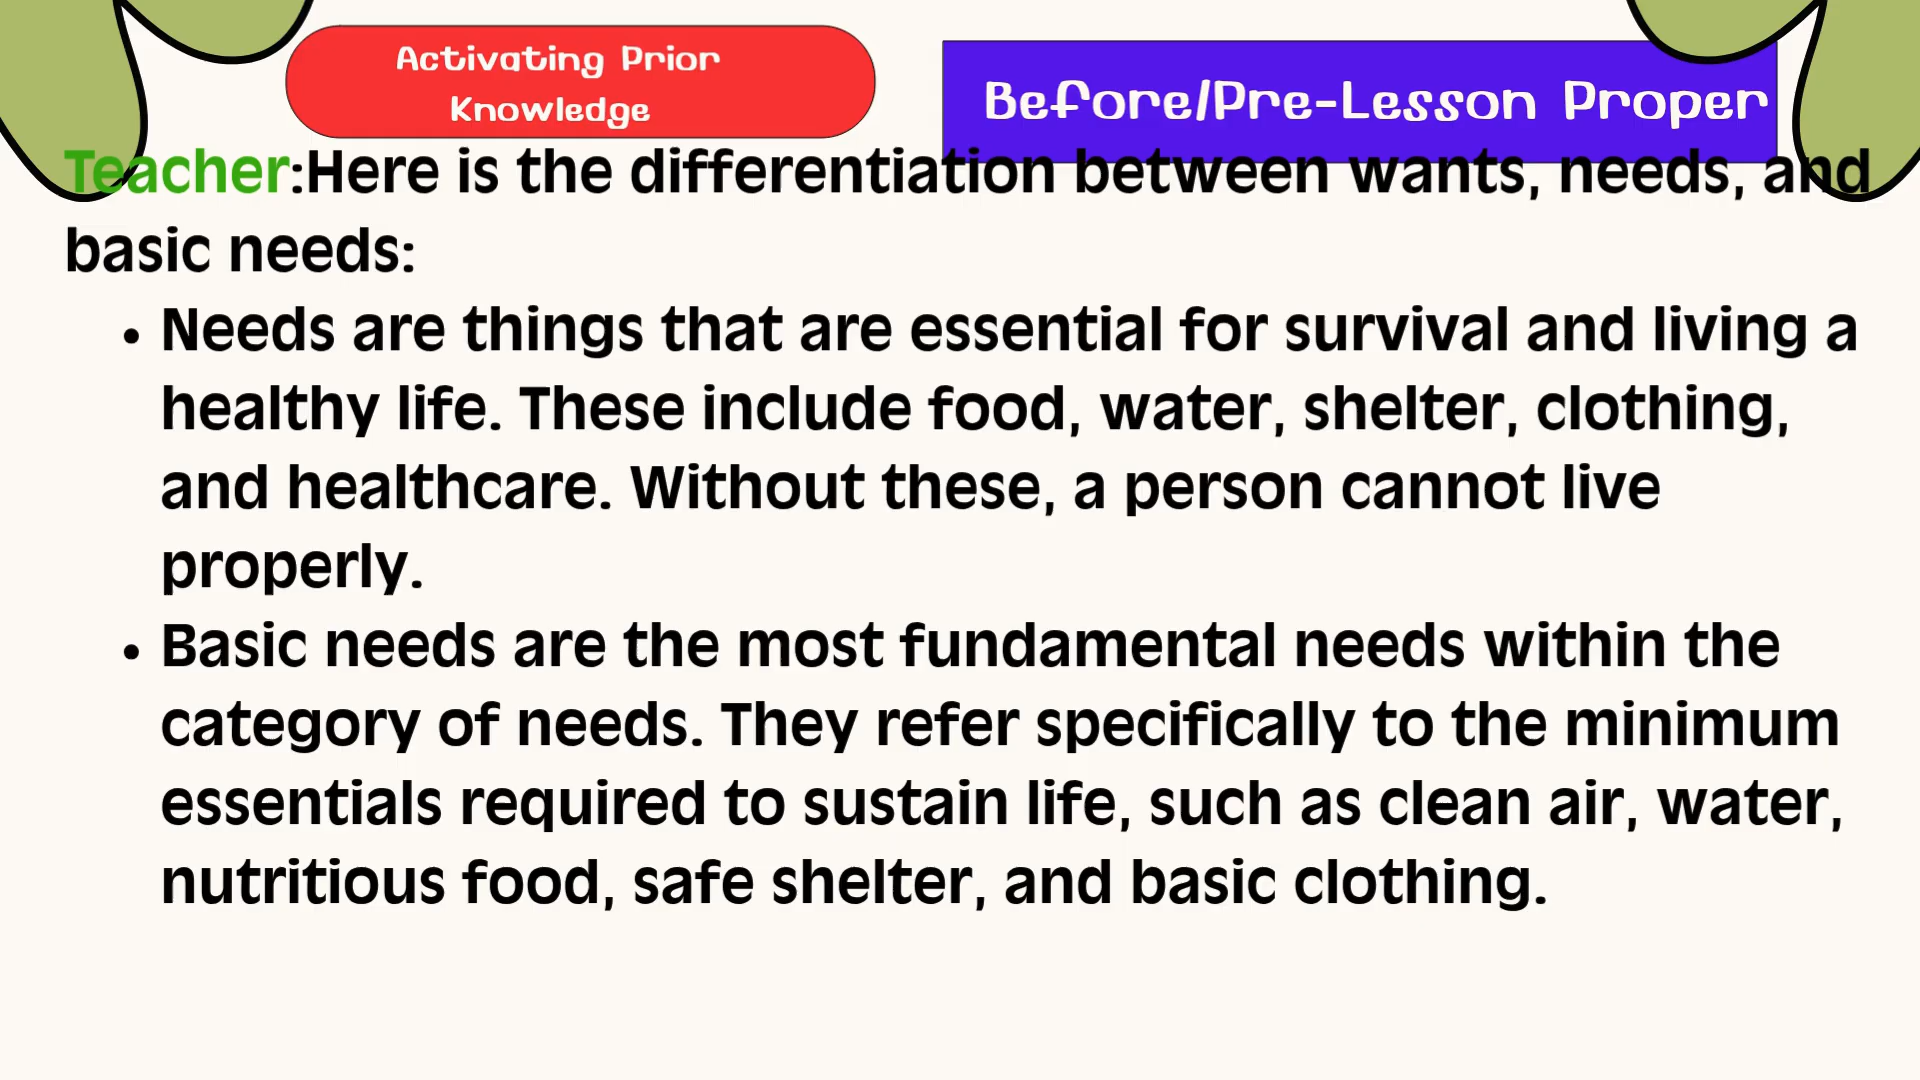 Activating Prior
Knowledge
Before/Pre-Lesson Proper
Teacher:Here is the differentiation between wants, needs, and
basic needs:
• Needs are things that are essential for survival and living a
healthy life. These include food, water, shelter, clothing,
and healthcare. Without these, a person cannot live
properly.
• Basic needs are the most fundamental needs within the
category of needs. They refer specifically to the minimum
essentials required to sustain life, such as clean air, water,
nutritious food, safe shelter, and basic clothing.